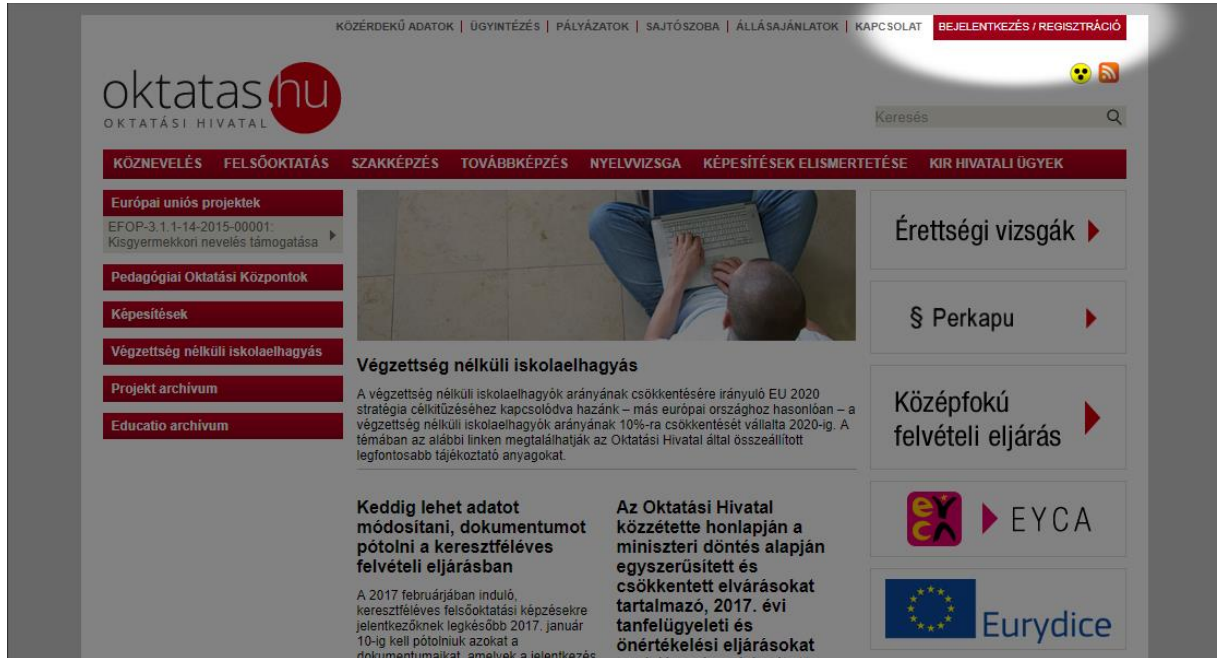 KÖZÉRDEKŰ ADATOK | ÜGYINTÉZÉS | PÁLYÁZATOK | SAJTÓSZOBA | ÁLLÁSAJÁNLATOK | KAPCSOLAT BEJELENTKEZÉS / REGISZTRÁCIÓ
oktatas.hu
OKTATÁSI HIVATAL
Keresés
KÖZNEVELÉS FELSŐOKTATÁS SZAKKÉPZÉS TOVÁBBKÉPZÉS NYELVVIZSGA KÉPESÍTÉSEK ELISMERTETÉSE KIR HIVATALI ÜGYEK
Európai uniós projektek
EFOP-3.1.1-14-2015-00001:
Kisgyermekkori nevelés támogatása
Pedagógiai Oktatási Központok
Képesítések
Végzettség nélküli iskolaelhagyás
Projekt archívum
Educatio archívum
Végzettség nélküli iskolaelhagyás
A végzettség nélküli iskolaelhagyók arányának csökkentésére irányuló EU 2020
stratégia célkitűzéséhez kapcsolódva hazánk – más európai országhoz hasonlóan – a
végzettség nélküli iskolaelhagyók arányának 10%-ra csökkentését vállalta 2020-ig. A
témában az alábbi linken megtalálhatják az Oktatási Hivatal által összeállított
legfontosabb tájékoztató anyagokat.
Keddig lehet adatot
módosítani, dokumentumot
pótolni a keresztféléves
felvételi eljárásban
A 2017 februárjában induló,
keresztféléves felsőoktatási képzésekre
jelentkezőknek legkésőbb 2017. január
10-ig kell pótolniuk azokat a
dokumentumaikat, amelyek a jelentkezés
Az Oktatási Hivatal
közzétette honlapján a
miniszteri döntés alapján
egyszerűsített és
csökkentett elvárásokat
tartalmazó, 2017. évi
tanfelügyeleti és
önértékelési eljárásokat
Érettségi vizsgák
§ Perkapu
Középfokú
felvételi eljárás
eyca EYCA
Eurydice